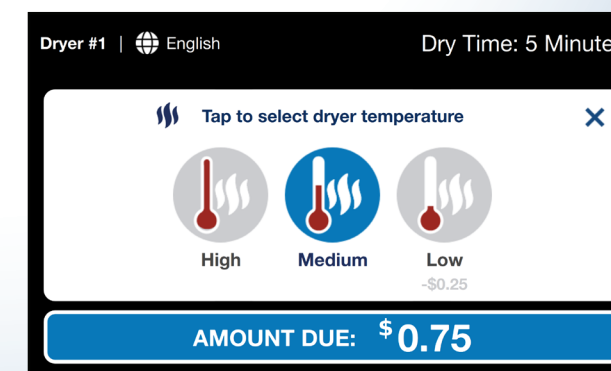 Dryer #1 | English Dry Time: 5 Minute
Tap to select dryer temperature
High Medium Low
-$0.25
AMOUNT DUE: $0.75